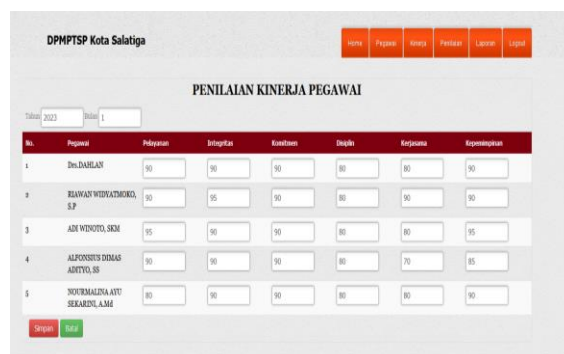 DPMPTSP Kota Salatiga
Home Pegawai Kinerja Penilaian Laporan Logout
PENILAIAN KINERJA PEGAWAI
Tahun 2023 Bulan 1
No. Pegawai Pelayanan Integritas Komitmen Disiplin Kerjasama Kepemimpinan
1 Drs.DAHLAN 90 90 90 80 80 90
2 RIAWAN WIDYATMOKO, 90 95 90 80 90 90
S.P
3 ADI WINOTO, SKM 95 90 90 80 80 95
4 ALFONSIUS DIMAS 90 90 90 80 70 85
ADITYO, SS
5 NOURMALINA AYU 80 90 90 80 80 90
SEKARINI, A.Md
Simpan Batal